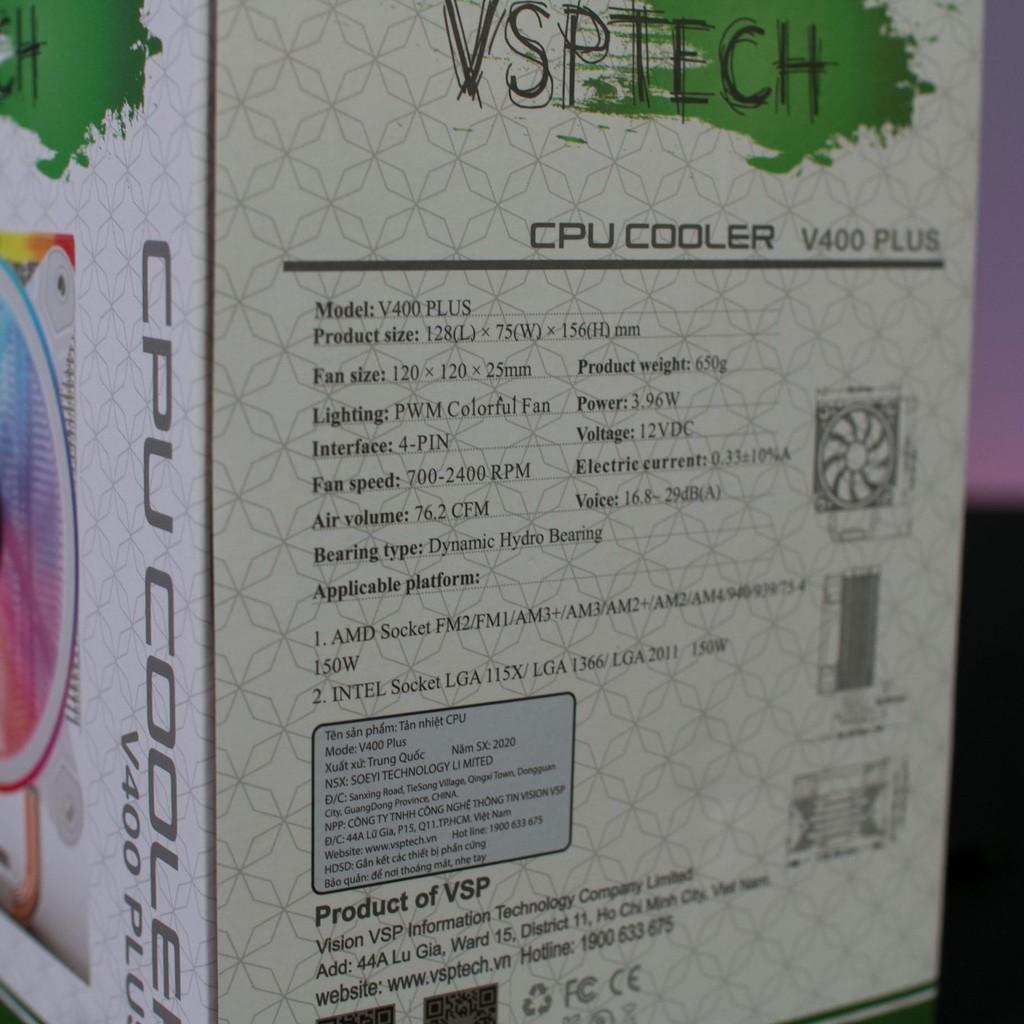 CH
VSPTECH
CPU COOLER V400 PLUS
Model: V400 PLUS
Product size: 128(L) × 75(W) × 156(H) mm
Fan size: 120 × 120 × 25mm Product weight: 650g
Lighting: PWM Colorful Fan Power: 3.96W
Interface: 4-PIN Voltage: 12VDC
Fan speed: 700-2400 RPM Electric current: 0.33±10%A
Air volume: 76.2 CFM Voice: 16.8~ 29dB(A)
Bearing type: Dynamic Hydro Bearing
Applicable platform:
1. AMD Socket FM2/FM1/AM3+/AM3/AM2+/AM2/AM4/940/939/754
150W
2. INTEL Socket LGA 115X/ LGA 1366/ LGA 2011 150W
Tên sản phẩm: Tản nhiệt CPU
Mode: V400 Plus
Xuất xứ: Trung Quốc Năm SX: 2020
NSX: SOEYI TECHNOLOGY LI MITED
Đ/C: Sanxing Road, TieSong Village, Qingxi Town, Dongguan
City, GuangDong Province, CHINA.
NPP: CÔNG TY TNHH CÔNG NGHỆ THÔNG TIN VISION VSP
Đ/C: 44A Lữ Gia, P15, Q11.TP.HCM. Việt Nam
Website: www.vsptech.vn Hot line: 1900 633 675
HDSD: Gắn kết các thiết bị phần cứng
Bảo quản: để nơi thoáng mát, nhẹ tay
Product of VSP
Vision VSP Information Technology Company Limited
Add: 44A Lu Gia, Ward 15, District 11, Ho Chi Minh City, Viet Nam
website: www.vsptech.vn Hotline: 1900 633 675
FC CE
CPU COOLER
V400 PLUS